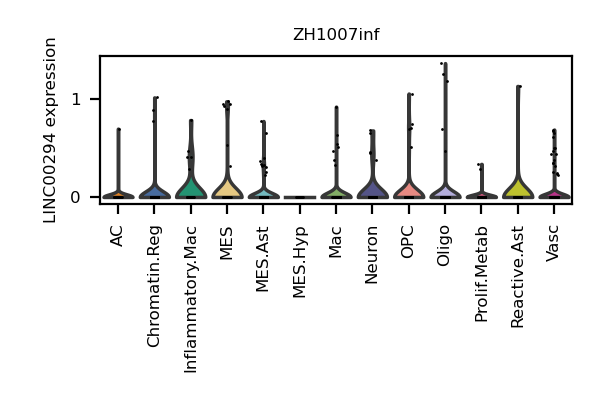 ZH1007inf
LINC00294 expression
1
0
AC
Chromatin.Reg
Inflammatory.Mac
MES
MES.Ast
MES.Hyp
Mac
Neuron
OPC
Oligo
Prolif.Metab
Reactive.Ast
Vasc